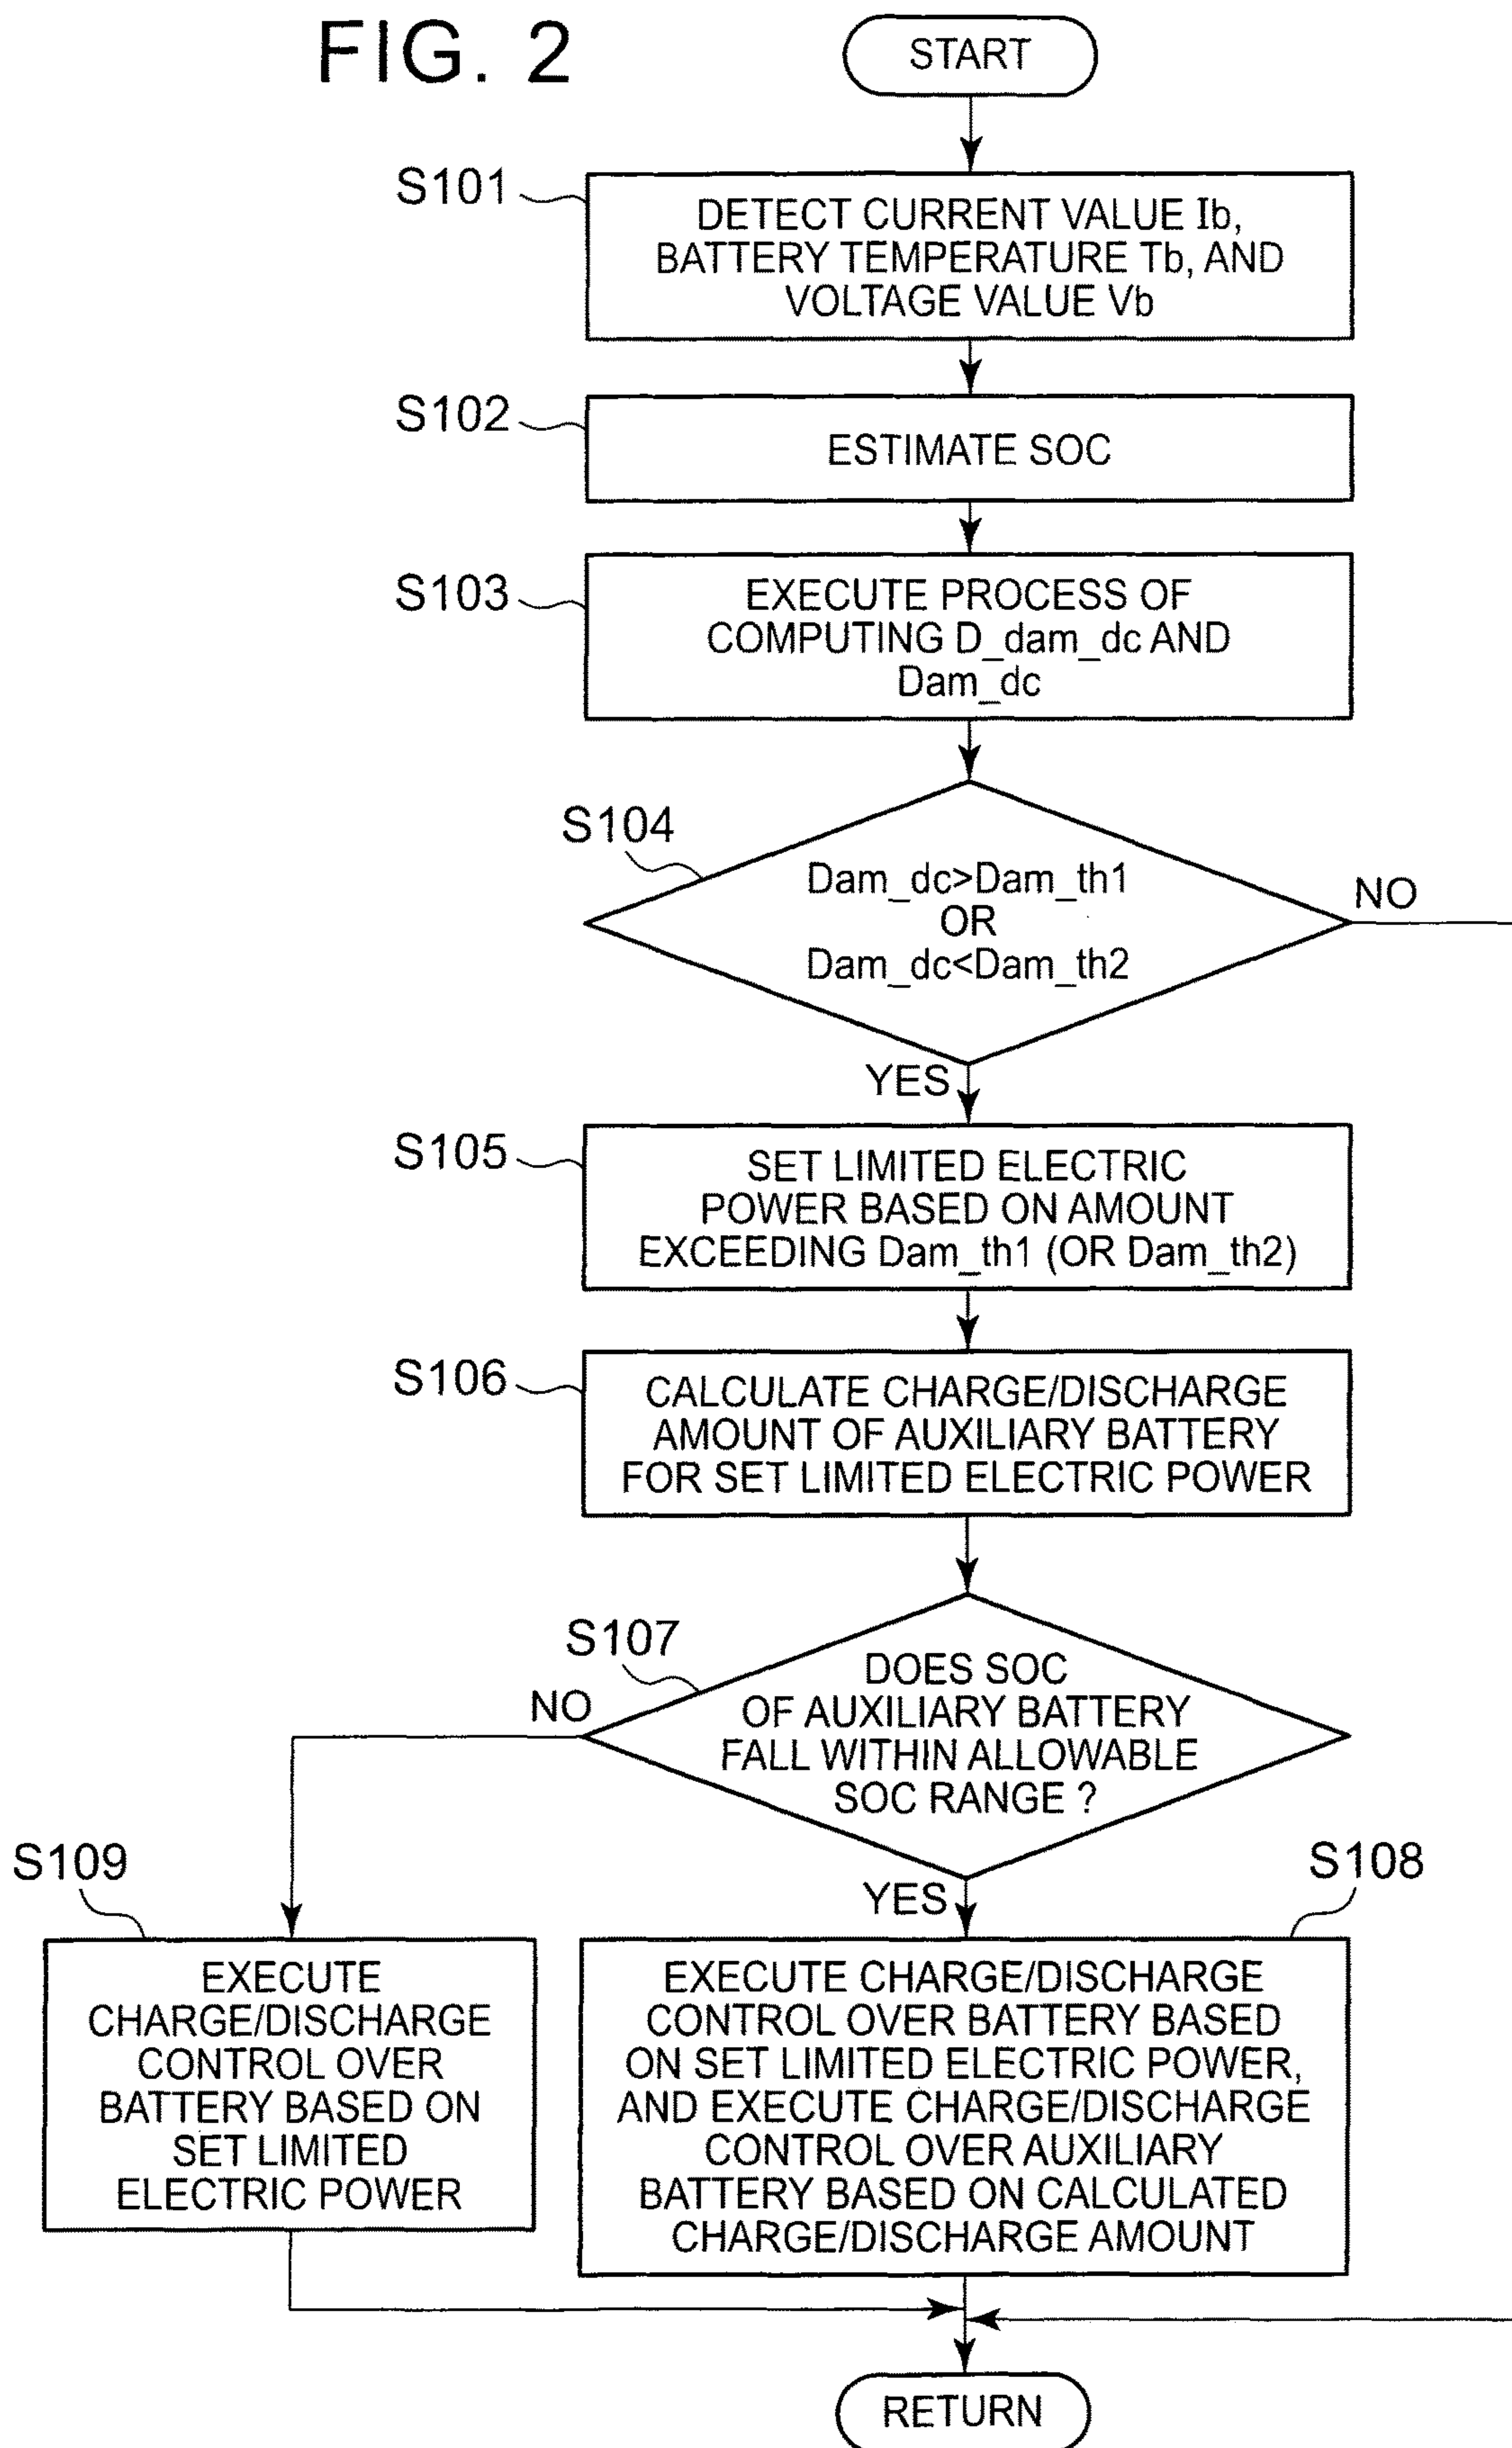 FIG. 2
START
S101
DETECT CURRENT VALUE Ib,
BATTERY TEMPERATURE Tb, AND
VOLTAGE VALUE Vb
S102
ESTIMATE SOC
S103
EXECUTE PROCESS OF
COMPUTING D_dam_dc AND
Dam_dc
S104
Dam_dc>Dam_th1
OR
Dam_dc<Dam_th2
NO
YES
S105
SET LIMITED ELECTRIC
POWER BASED ON AMOUNT
EXCEEDING Dam_th1 (OR Dam_th2)
S106
CALCULATE CHARGE/DISCHARGE
AMOUNT OF AUXILIARY BATTERY
FOR SET LIMITED ELECTRIC POWER
S107
DOES SOC
OF AUXILIARY BATTERY
FALL WITHIN ALLOWABLE
SOC RANGE ?
NO
YES
S109
EXECUTE
CHARGE/DISCHARGE
CONTROL OVER
BATTERY BASED ON
SET LIMITED
ELECTRIC POWER
S108
EXECUTE CHARGE/DISCHARGE
CONTROL OVER BATTERY BASED
ON SET LIMITED ELECTRIC POWER,
AND EXECUTE CHARGE/DISCHARGE
CONTROL OVER AUXILIARY
BATTERY BASED ON CALCULATED
CHARGE/DISCHARGE AMOUNT
RETURN